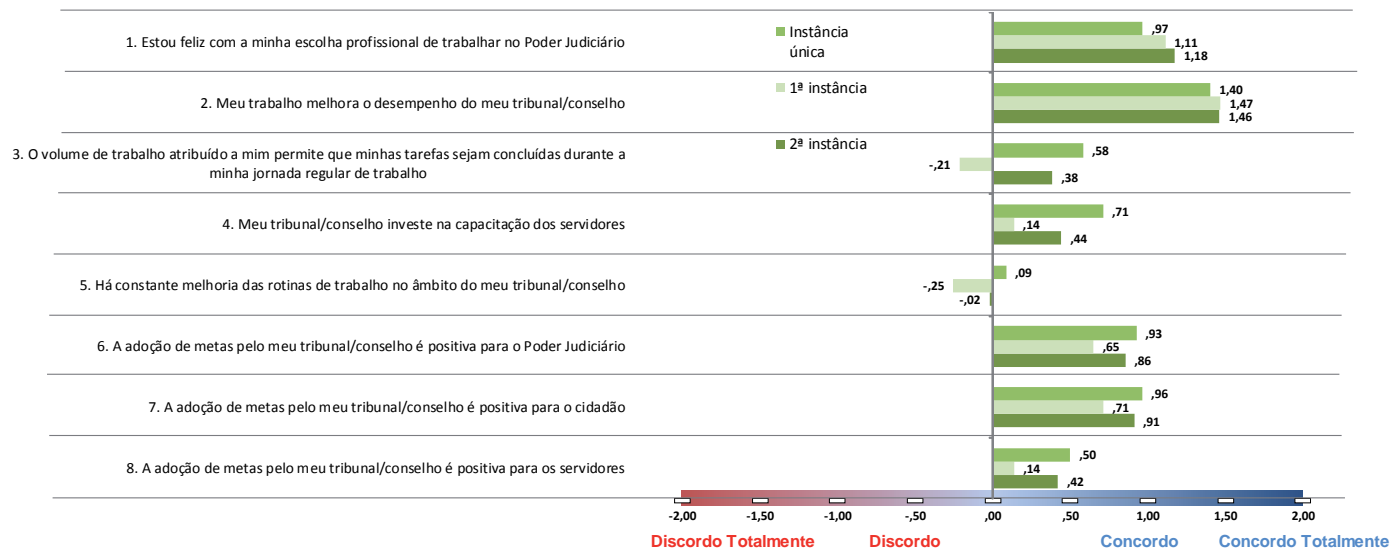 1. Estou feliz com a minha escolha profissional de trabalhar no Poder Judiciário
Instância
única
,97
1,11
1,18
2. Meu trabalho melhora o desempenho do meu tribunal/conselho
1ª instância
1,40
1,47
1,46
3. O volume de trabalho atribuído a mim permite que minhas tarefas sejam concluídas durante a
minha jornada regular de trabalho
2ª instância
,58
-,21
,38
4. Meu tribunal/conselho investe na capacitação dos servidores
,71
,14
,44
5. Há constante melhoria das rotinas de trabalho no âmbito do meu tribunal/conselho
,09
-,25
-,02
6. A adoção de metas pelo meu tribunal/conselho é positiva para o Poder Judiciário
,93
,65
,86
7. A adoção de metas pelo meu tribunal/conselho é positiva para o cidadão
,96
,71
,91
8. A adoção de metas pelo meu tribunal/conselho é positiva para os servidores
,50
,14
,42
-2,00 -1,50 -1,00 -,50 ,00 ,50 1,00 1,50 2,00
Discordo Totalmente Discordo Concordo Concordo Totalmente